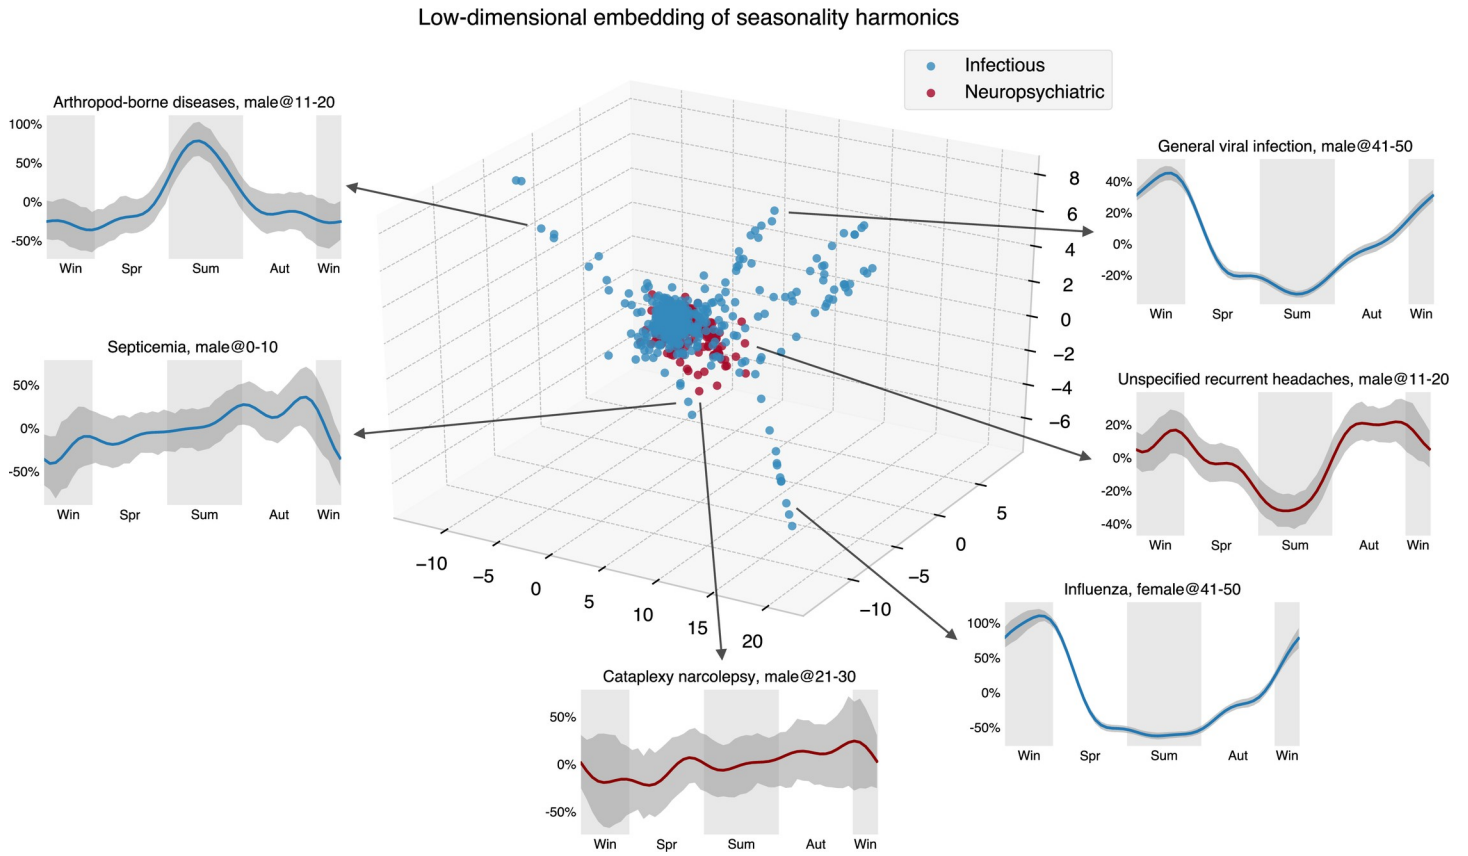 Low-dimensional embedding of seasonality harmonics
Infectious
Neuropsychiatric
Arthropod-borne diseases, male@11-20
100%
50%
0%
-50%
Win Spr Sum Aut Win
Septicemia, male@0-10
50%
0%
-50%
Win Spr Sum Aut Win
8
6
4
2
0
−2
−4
−6
5
0
−5
−10
−10
−5
0
5
10
15
20
General viral infection, male@41-50
40%
20%
0%
-20%
Win Spr Sum Aut Win
Unspecified recurrent headaches, male@11-20
20%
0%
-20%
-40%
Win Spr Sum Aut Win
Influenza, female@41-50
100%
50%
0%
-50%
Win Spr Sum Aut Win
Cataplexy narcolepsy, male@21-30
50%
0%
-50%
Win Spr Sum Aut Win